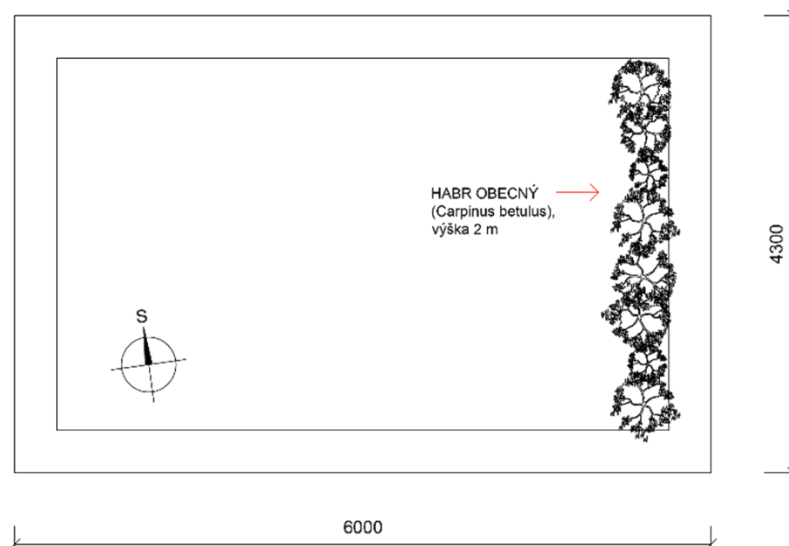 HABR OBECNÝ
(Carpinus betulus),
výška 2 m
4300
S
6000